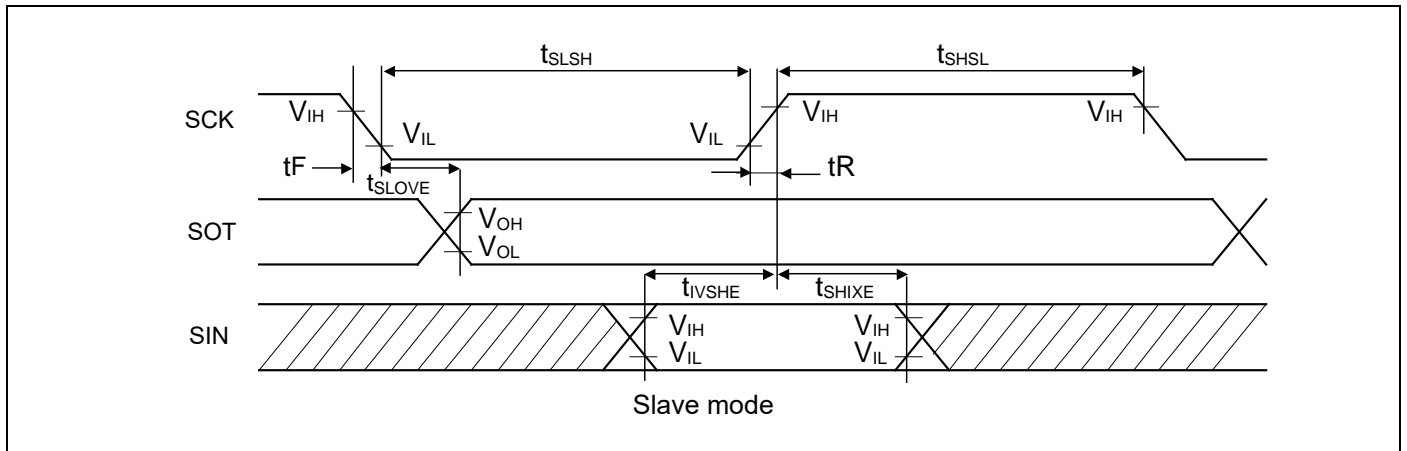 tSLSH
tSHSL
SCK
VIH
VIL
VIL
VIH
VIH
tF
tSLOVE
tR
SOT
VOH
VOL
tIVSHE
tSHIXE
SIN
VIH
VIL
VIH
VIL
Slave mode